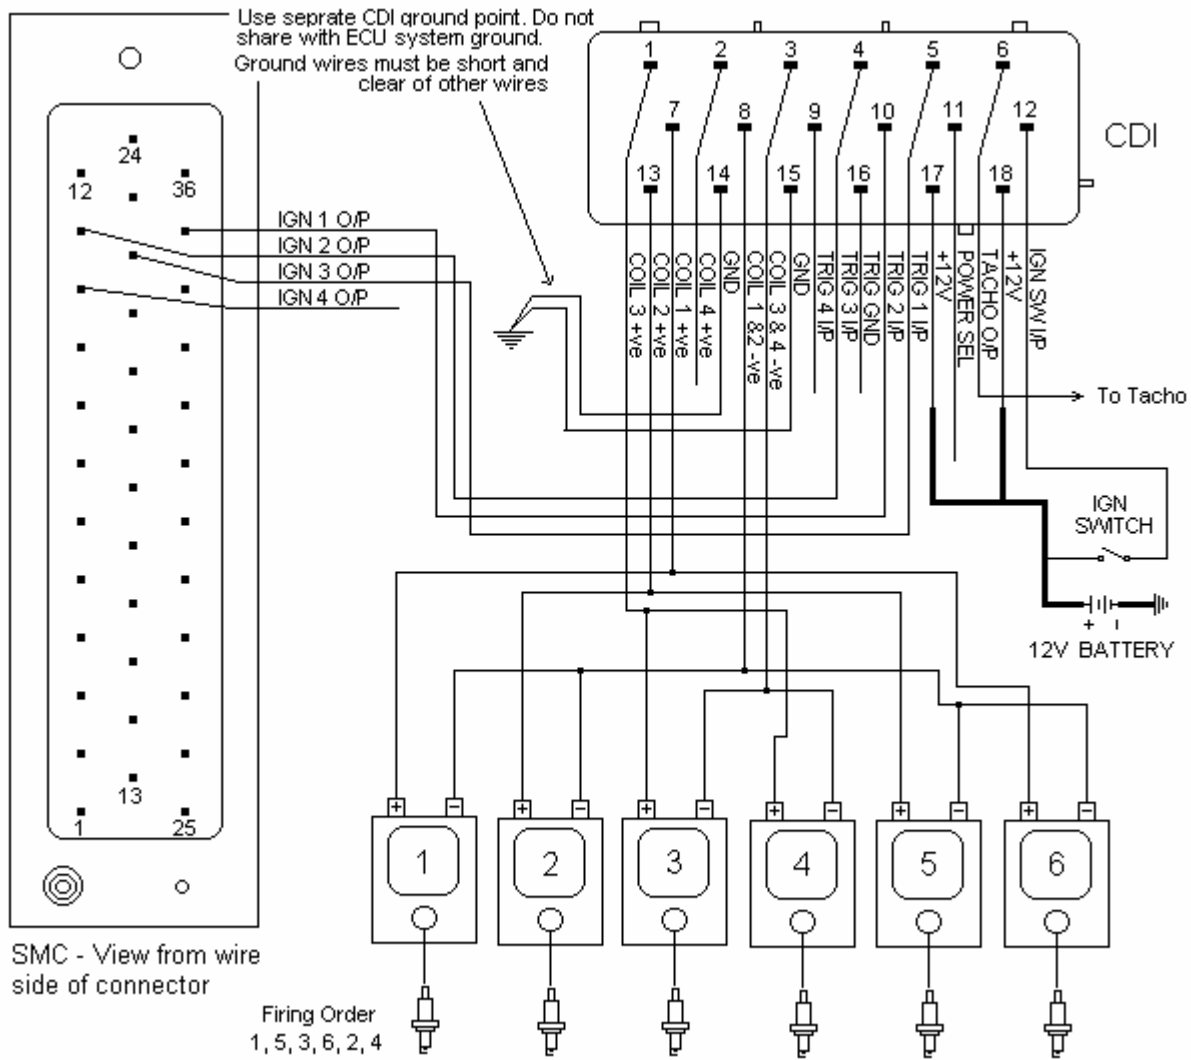 Use seprate CDI qround point. Do not
share with ECU system ground.
Ground wires must be short and
clear of other wires
1 2 3 4 5 6
7 8 9 10 11 12
13 14 15 16 17 18
CDI
24
12 36
13
1 25
IGN 1 O/P
IGN 2 O/P
IGN 3 O/P
IGN 4 O/P
COIL 3 +ve
COIL 2 +ve
COIL 1 +ve
COIL 4 +ve
GND
COIL 1 &2 -ve
COIL 3 & 4 -ve
GND
TRIG 4 I/P
TRIG 3 I/P
TRIG GND
TRIG 2 I/P
TRIG 1 I/P
+12V
POWER SEL
TACHO O/P
+12V
IGN SW I/P
To Tacho
IGN
SWITCH
+ -
12V BATTERY
+ - + - + - + - + - + -
1 2 3 4 5 6
SMC - View from wire
side of connector
Firing Order
1, 5, 3, 6, 2, 4